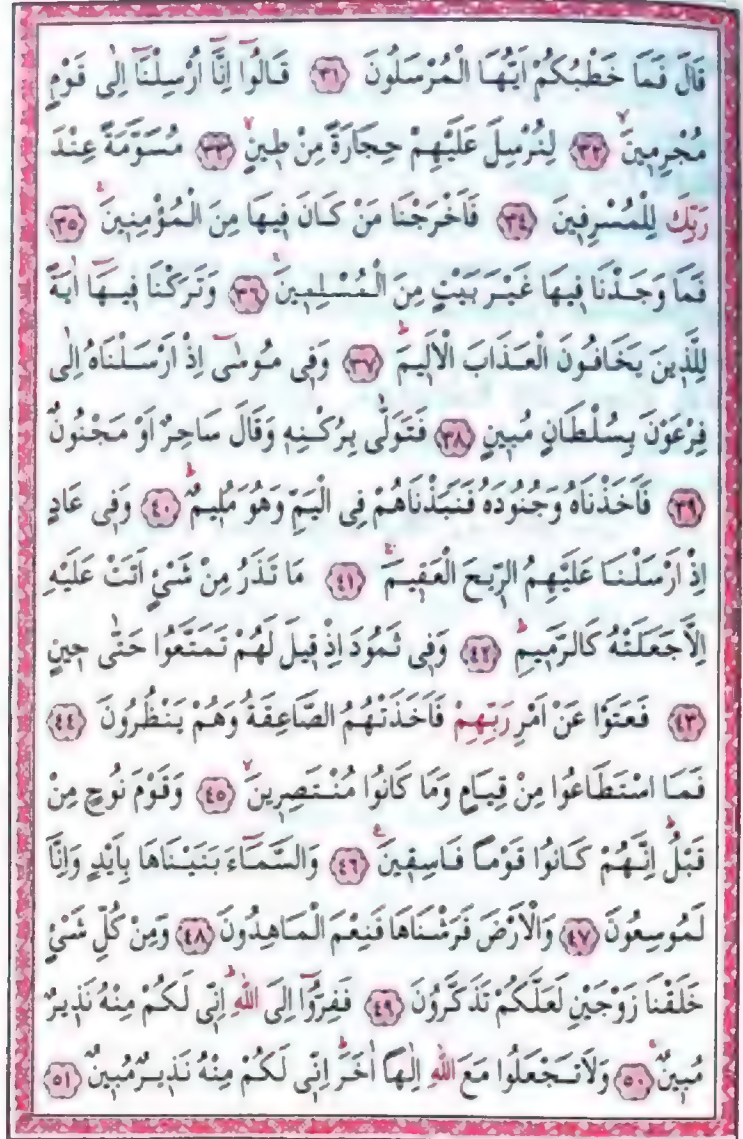 قَالَ فَمَا خَطْبُكُمْ اَيُّهَا الْمُرْسَلُونَ ﴿٣١﴾ قَالُٓوا اِنَّٓا اُرْسِلْنَٓا اِلٰى قَوْمٍ
مُجْرِم۪ينَۙ ﴿٣٢﴾ لِنُرْسِلَ عَلَيْهِمْ حِجَارَةً مِنْ ط۪ينٍۙ ﴿٣٣﴾ مُسَوَّمَةً عِنْدَ
رَبِّكَ لِلْمُسْرِف۪ينَ ﴿٣٤﴾ فَاَخْرَجْنَا مَنْ كَانَ ف۪يهَا مِنَ الْمُؤْمِن۪ينَۚ ﴿٣٥﴾
فَمَا وَجَدْنَا ف۪يهَا غَيْرَ بَيْتٍ مِنَ الْمُسْلِم۪ينَۚ ﴿٣٦﴾ وَتَرَكْنَا ف۪يهَٓا اٰيَةً
لِلَّذ۪ينَ يَخَافُونَ الْعَذَابَ الْاَل۪يمَۜ ﴿٣٧﴾ وَف۪ي مُوسٰٓى اِذْ اَرْسَلْنَاهُ اِلٰى
فِرْعَوْنَ بِسُلْطَانٍ مُب۪ينٍ ﴿٣٨﴾ فَتَوَلّٰى بِرُكْنِه۪ وَقَالَ سَاحِرٌ اَوْ مَجْنُونٌ
﴿٣٩﴾ فَاَخَذْنَاهُ وَجُنُودَهُ فَنَبَذْنَاهُمْ فِي الْيَمِّ وَهُوَ مُل۪يمٌۜ ﴿٤٠﴾ وَف۪ي عَادٍ
اِذْ اَرْسَلْنَا عَلَيْهِمُ الرّ۪يحَ الْعَق۪يمَۚ ﴿٤١﴾ مَا تَذَرُ مِنْ شَيْءٍ اَتَتْ عَلَيْهِ
اِلَّا جَعَلَتْهُ كَالرَّم۪يمِۜ ﴿٤٢﴾ وَف۪ي ثَمُودَ اِذْ ق۪يلَ لَهُمْ تَمَتَّعُوا حَتّٰى ح۪ينٍ
﴿٤٣﴾ فَعَتَوْا عَنْ اَمْرِ رَبِّهِمْ فَاَخَذَتْهُمُ الصَّاعِقَةُ وَهُمْ يَنْظُرُونَ ﴿٤٤﴾
فَمَا اسْتَطَاعُوا مِنْ قِيَامٍ وَمَا كَانُوا مُنْتَصِر۪ينَۙ ﴿٤٥﴾ وَقَوْمَ نُوحٍ مِنْ
قَبْلُۜ اِنَّهُمْ كَانُوا قَوْمًا فَاسِق۪ينَ۟ ﴿٤٦﴾ وَالسَّمَٓاءَ بَنَيْنَاهَا بِاَيْدٍ وَاِنَّا
لَمُوسِعُونَ ﴿٤٧﴾ وَالْاَرْضَ فَرَشْنَاهَا فَنِعْمَ الْمَاهِدُونَ ﴿٤٨﴾ وَمِنْ كُلِّ شَيْءٍ
خَلَقْنَا زَوْجَيْنِ لَعَلَّكُمْ تَذَكَّرُونَ ﴿٤٩﴾ فَفِرُّٓوا اِلَى اللّٰهِۜ اِنّ۪ي لَكُمْ مِنْهُ نَذ۪يرٌ
مُب۪ينٌۚ ﴿٥٠﴾ وَلَا تَجْعَلُوا مَعَ اللّٰهِ اِلٰهًا اٰخَرَۜ اِنّ۪ي لَكُمْ مِنْهُ نَذ۪يرٌ مُب۪ينٌۚ ﴿٥١﴾